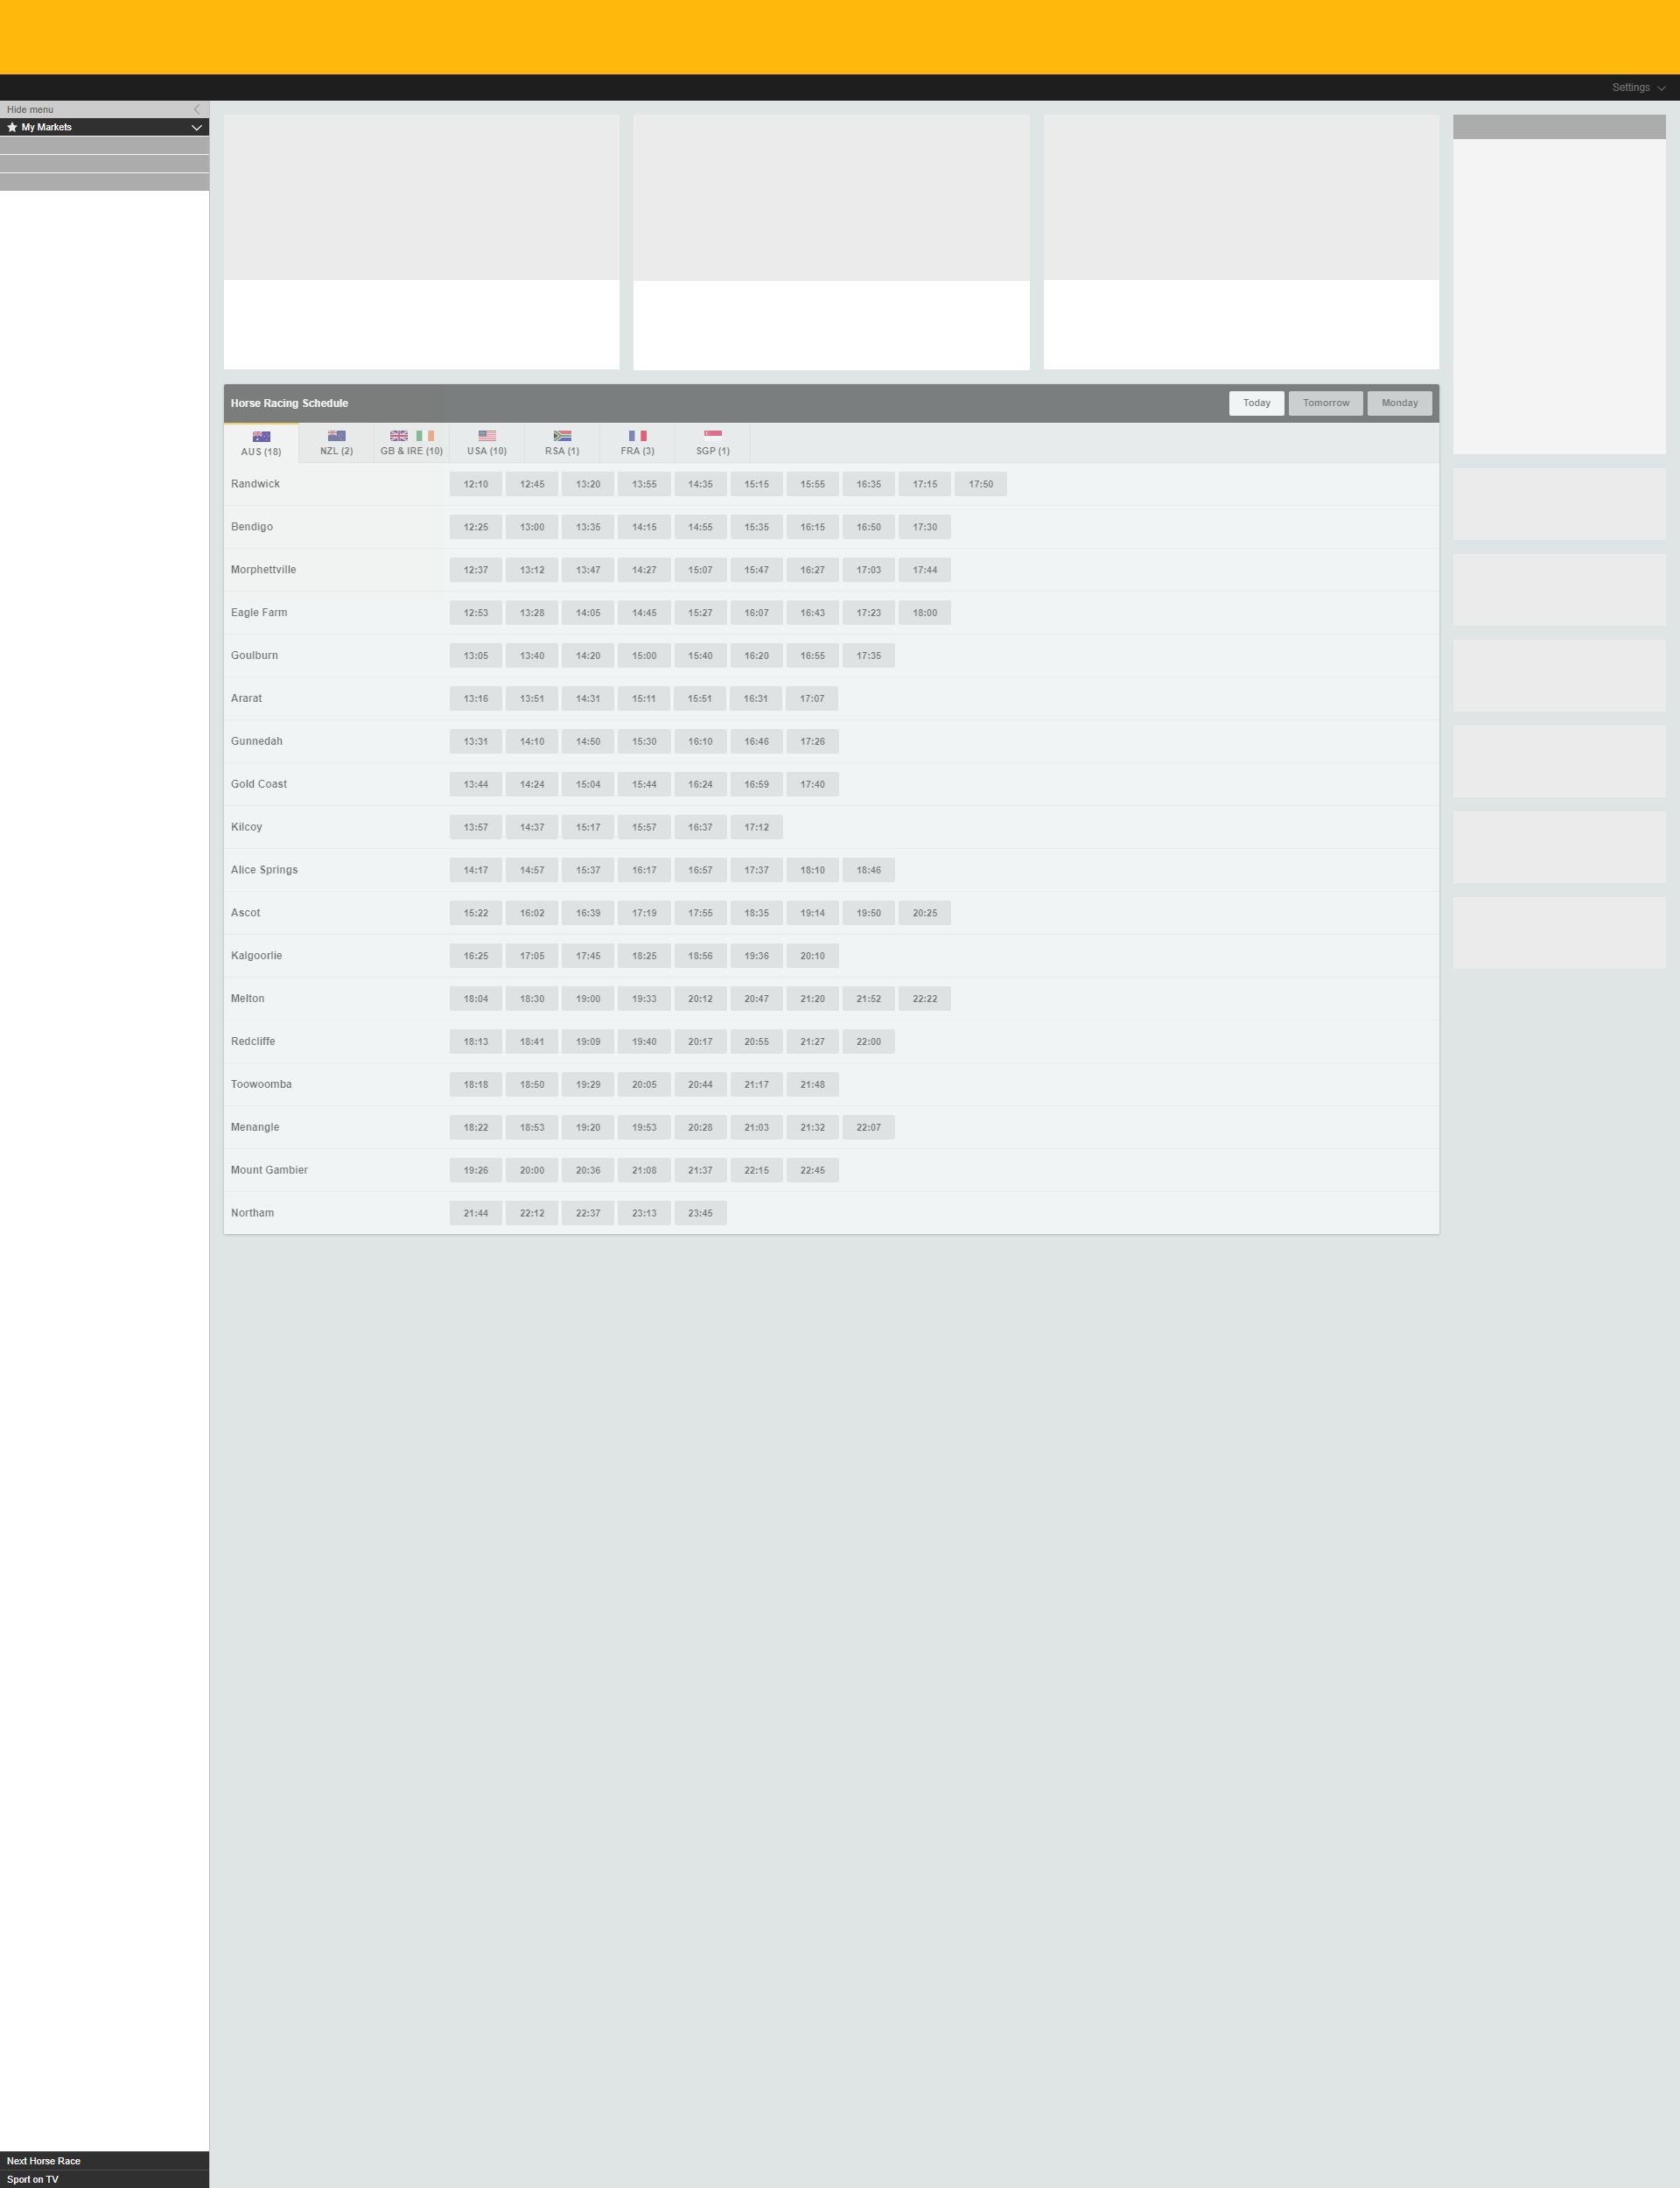 Settings
Hide menu
My Markets
Horse Racing Schedule Today Tomorrow Monday
AUS (18) NZL (2) GB & IRE (10) USA (10) RSA (1) FRA (3) SGP (1)
Randwick 12:10 12:45 13:20 13:55 14:35 15:15 15:55 16:35 17:15 17:50
Bendigo 12:25 13:00 13:35 14:15 14:55 15:35 16:15 16:50 17:30
Morphettville 12:37 13:12 13:47 14:27 15:07 15:47 16:27 17:03 17:44
Eagle Farm 12:53 13:28 14:05 14:45 15:27 16:07 16:43 17:23 18:00
Goulburn 13:05 13:40 14:20 15:00 15:40 16:20 16:55 17:35
Ararat 13:16 13:51 14:31 15:11 15:51 16:31 17:07
Gunnedah 13:31 14:10 14:50 15:30 16:10 16:46 17:26
Gold Coast 13:44 14:24 15:04 15:44 16:24 16:59 17:40
Kilcoy 13:57 14:37 15:17 15:57 16:37 17:12
Alice Springs 14:17 14:57 15:37 16:17 16:57 17:37 18:10 18:46
Ascot 15:22 16:02 16:39 17:19 17:55 18:35 19:14 19:50 20:25
Kalgoorlie 16:25 17:05 17:45 18:25 18:56 19:36 20:10
Melton 18:04 18:30 19:00 19:33 20:12 20:47 21:20 21:52 22:22
Redcliffe 18:13 18:41 19:09 19:40 20:17 20:55 21:27 22:00
Toowoomba 18:18 18:50 19:29 20:05 20:44 21:17 21:48
Menangle 18:22 18:53 19:20 19:53 20:28 21:03 21:32 22:07
Mount Gambier 19:26 20:00 20:36 21:08 21:37 22:15 22:45
Northam 21:44 22:12 22:37 23:13 23:45
Next Horse Race
Sport on TV